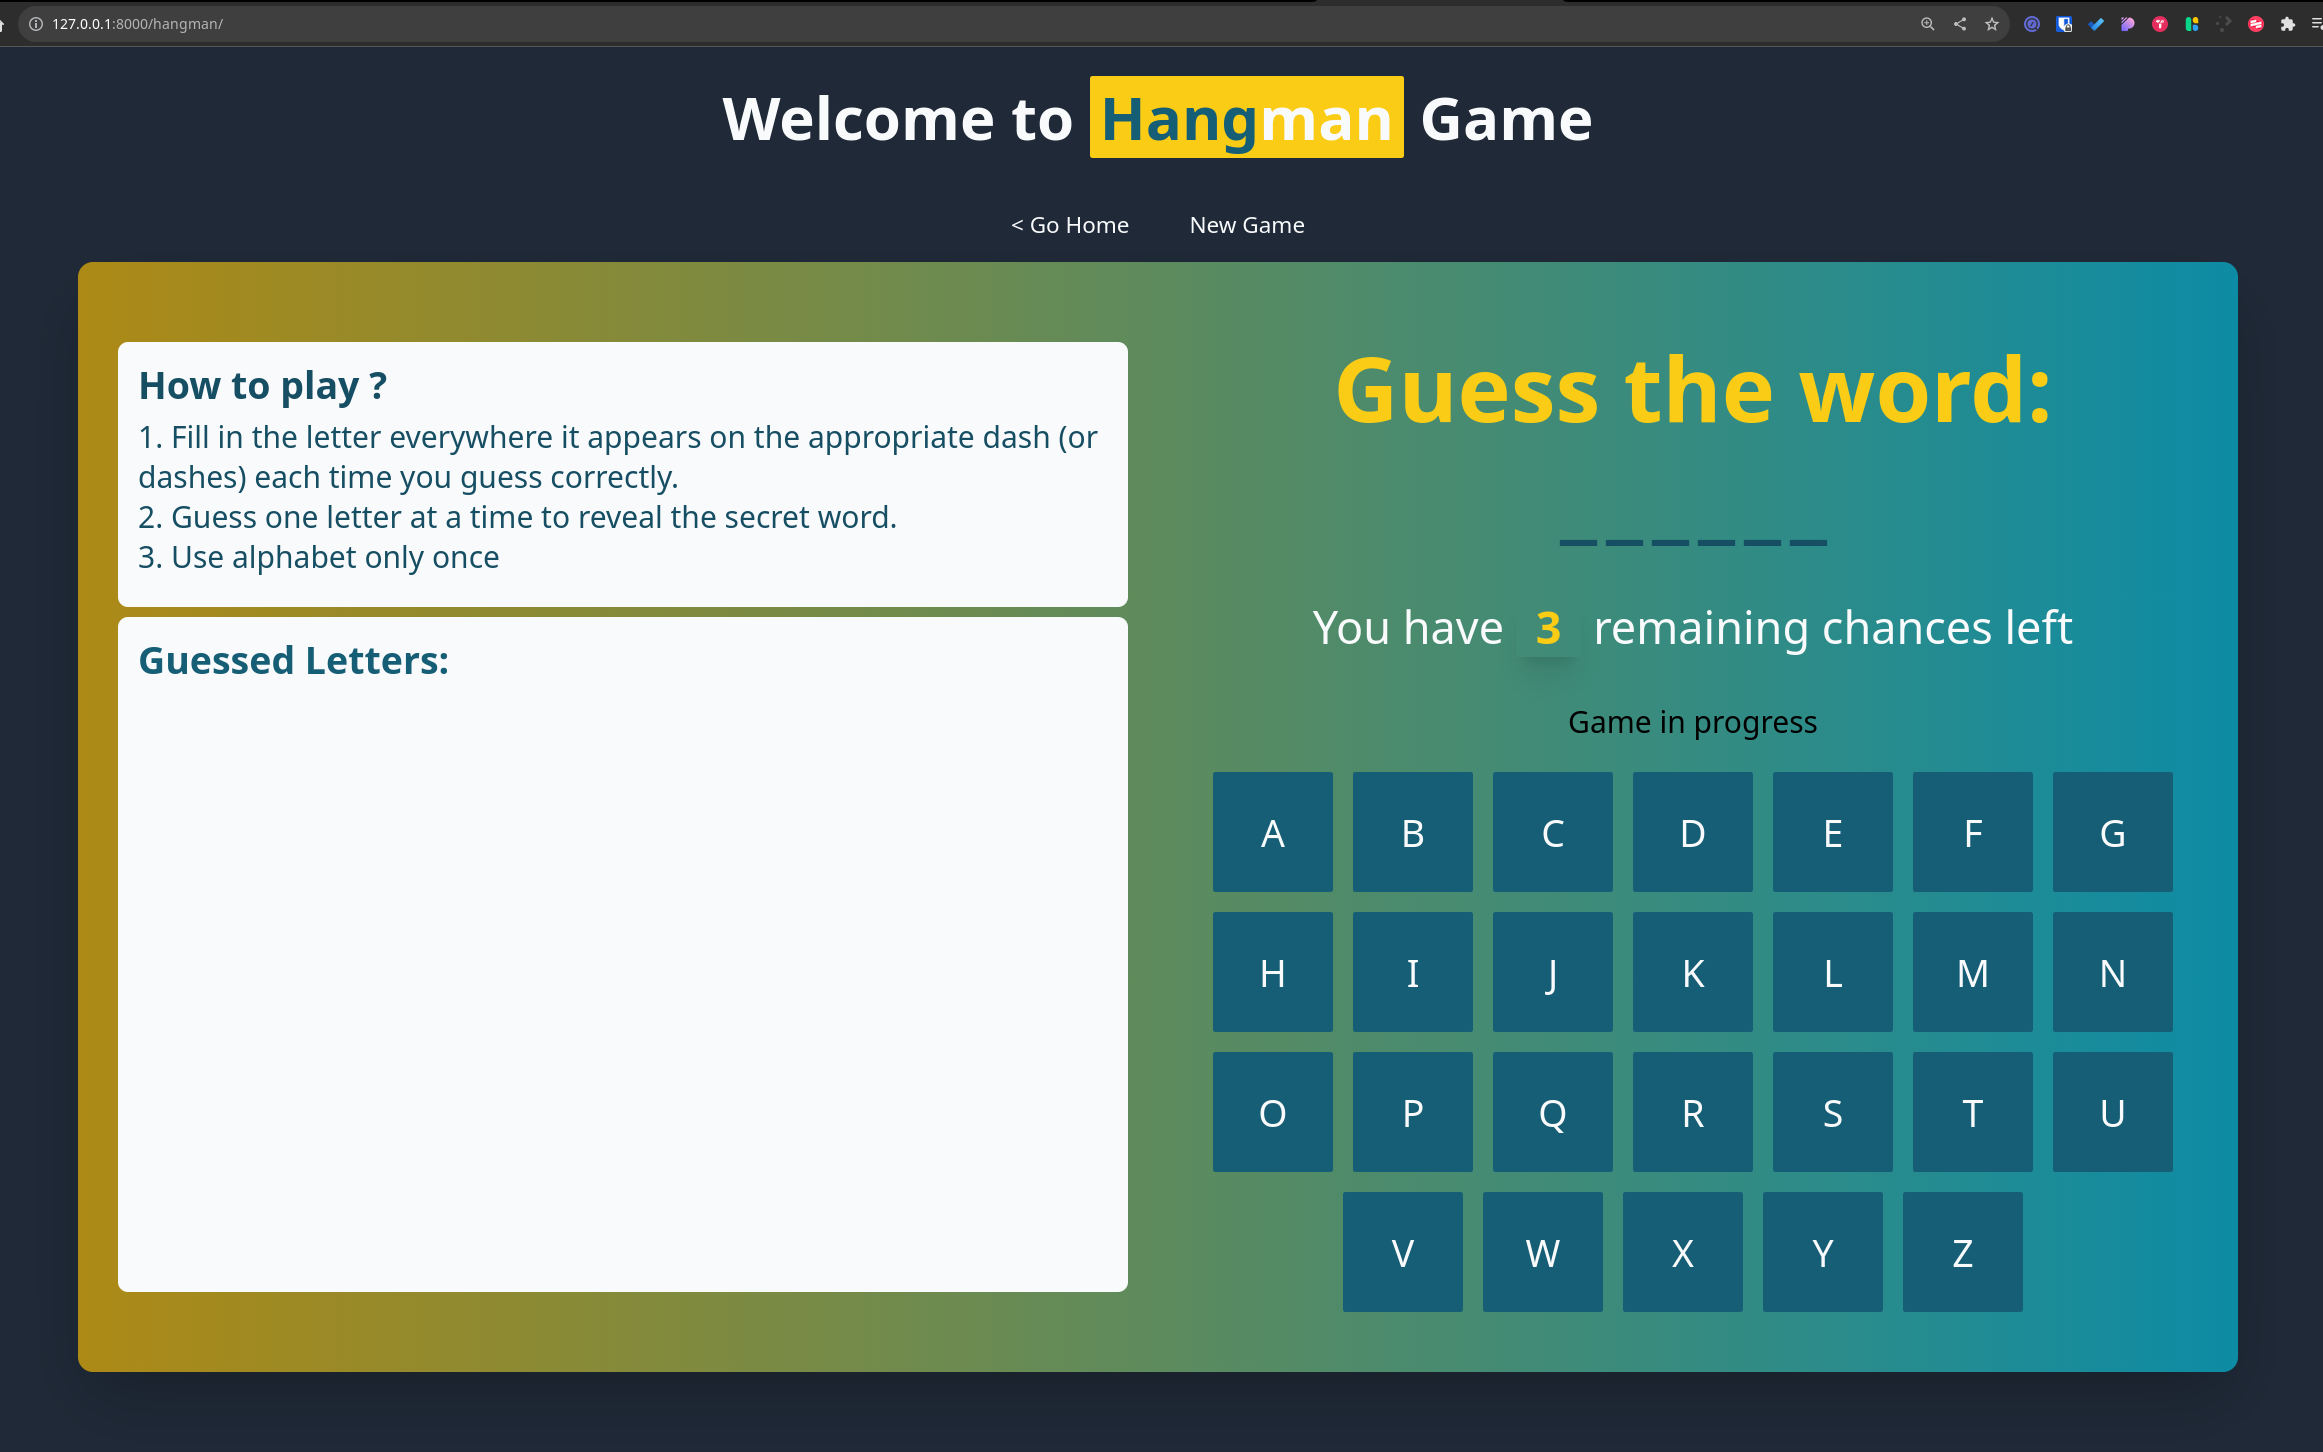 127.0.0.1:8000/hangman/
Welcome to Hangman Game
< Go Home New Game
How to play ?
1. Fill in the letter everywhere it appears on the appropriate dash (or
dashes) each time you guess correctly.
2. Guess one letter at a time to reveal the secret word.
3. Use alphabet only once
Guessed Letters:
Guess the word:
_ _ _ _ _ _
You have 3 remaining chances left
Game in progress
A B C D E F G
H I J K L M N
O P Q R S T U
V W X Y Z